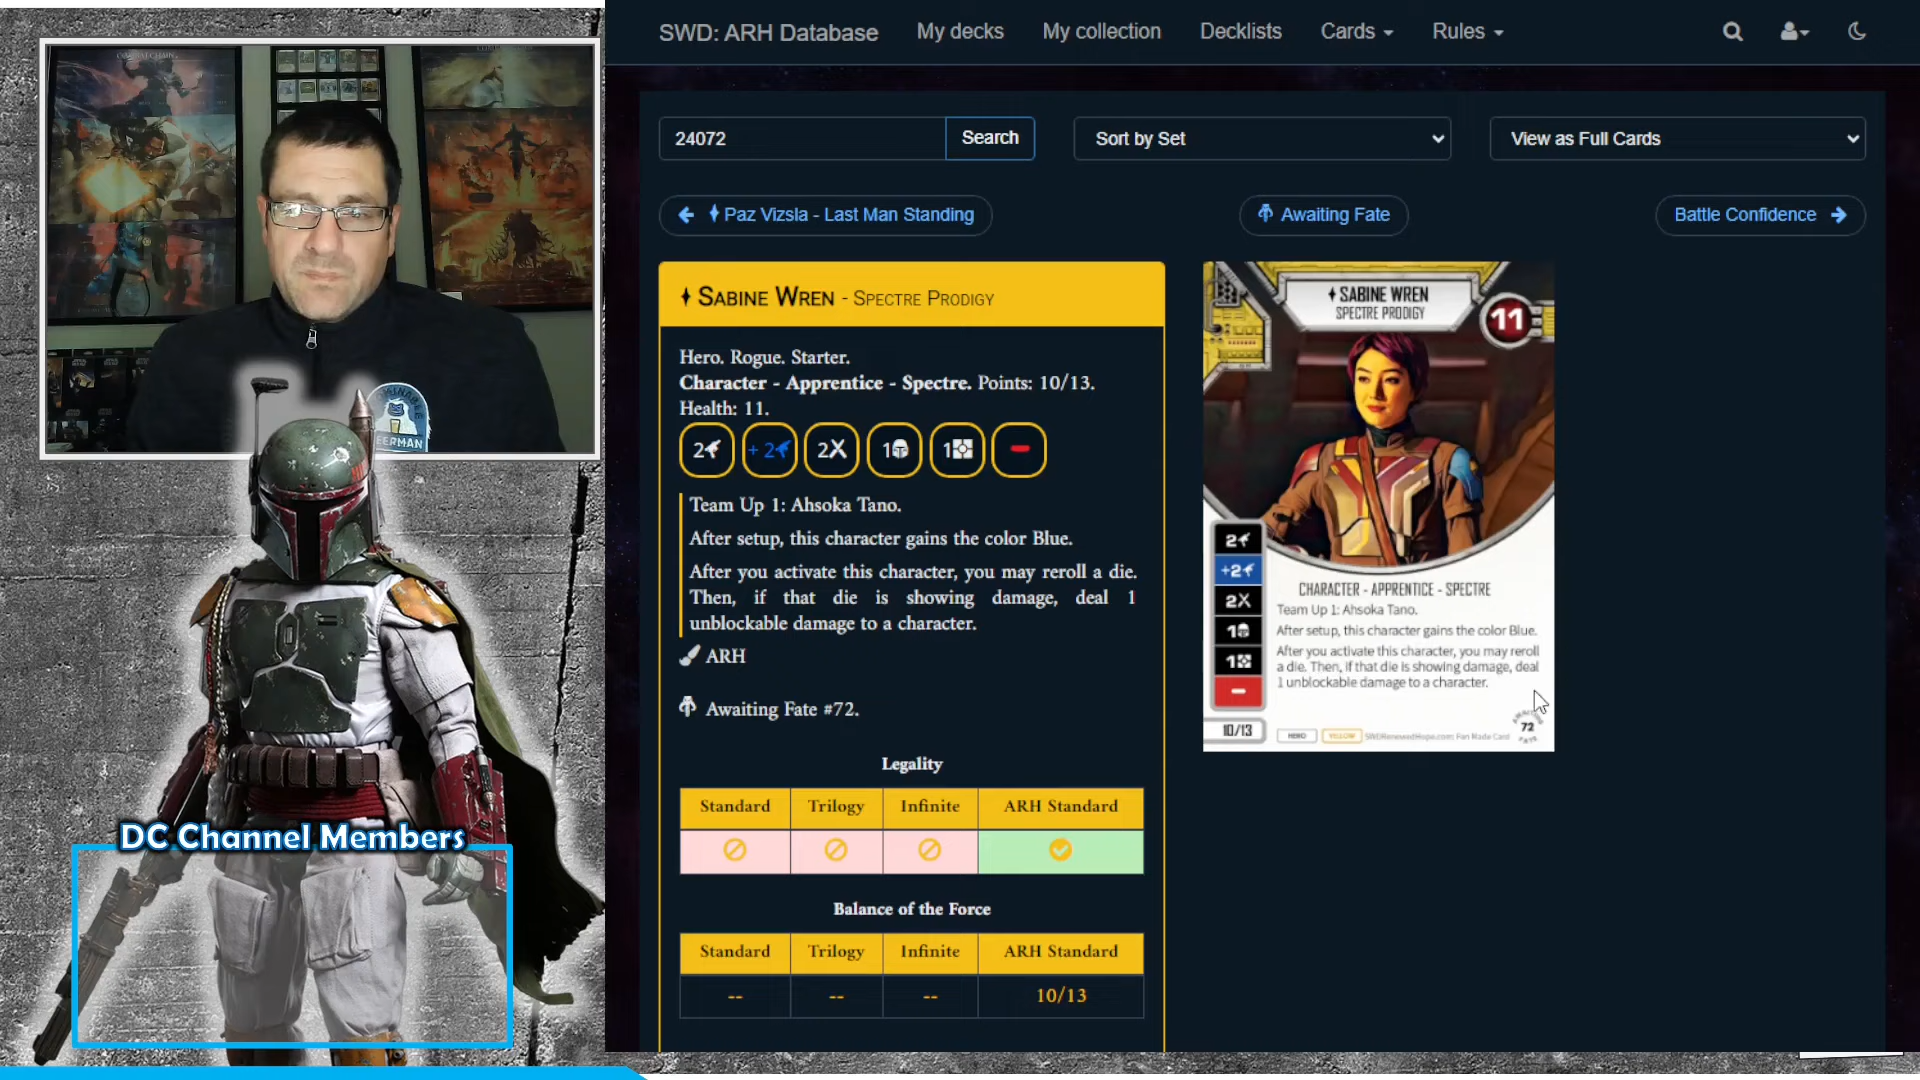 SWD: ARH Database
My decks
My collection
Decklists
Cards
Rules
24072
Search
Sort by Set
View as Full Cards
Paz Vizsla - Last Man Standing
Awaiting Fate
Battle Confidence
SABINE WREN - SPECTRE PRODIGY
Hero. Rogue. Starter.
Character - Apprentice - Spectre. Points: 10/13.
Health: 11.
2
+ 2
2X
1
1
-
Team Up 1: Ahsoka Tano.
After setup, this character gains the color Blue.
After you activate this character, you may reroll a die.
Then, if that die is showing damage, deal 1
unblockable damage to a character.
ARH
Awaiting Fate #72.
Legality
Standard Trilogy Infinite ARH Standard
Balance of the Force
Standard Trilogy Infinite ARH Standard
-- -- -- 10/13
SABINE WREN
SPECTRE PRODIGY
11
2
+2
2X
1
1
-
CHARACTER - APPRENTICE - SPECTRE
Team Up 1: Ahsoka Tano.
After setup, this character gains the color Blue.
After you activate this character, you may reroll
a die. Then, if that die is showing damage, deal
1 unblockable damage to a character.
10/13
HERO
YELLOW
SWDRenewedHope.com: Fan Made Card
72
DC Channel Members